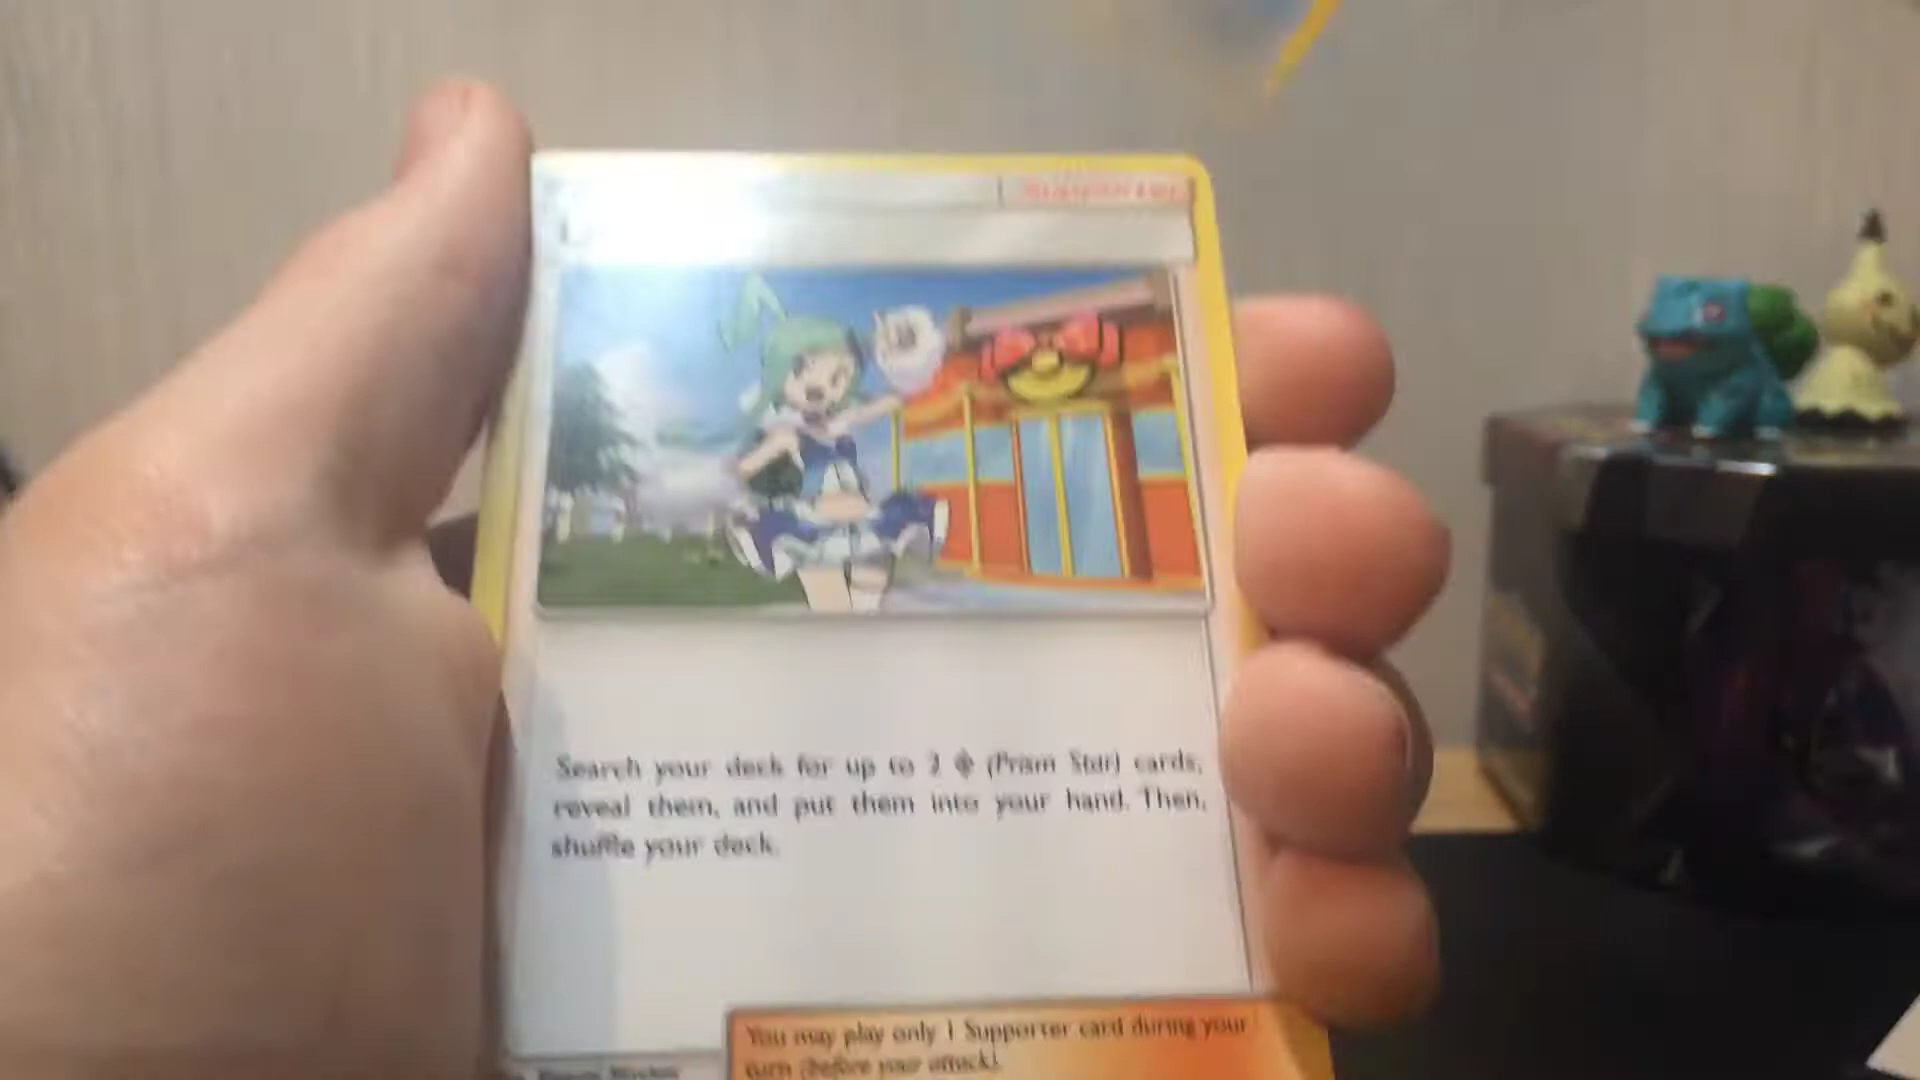 Supporter
Search your deck for up to 2 ◇ (Prism Star) cards,
reveal them, and put them into your hand. Then,
shuffle your deck.
You may play only 1 Supporter card during your
turn (before your attack).